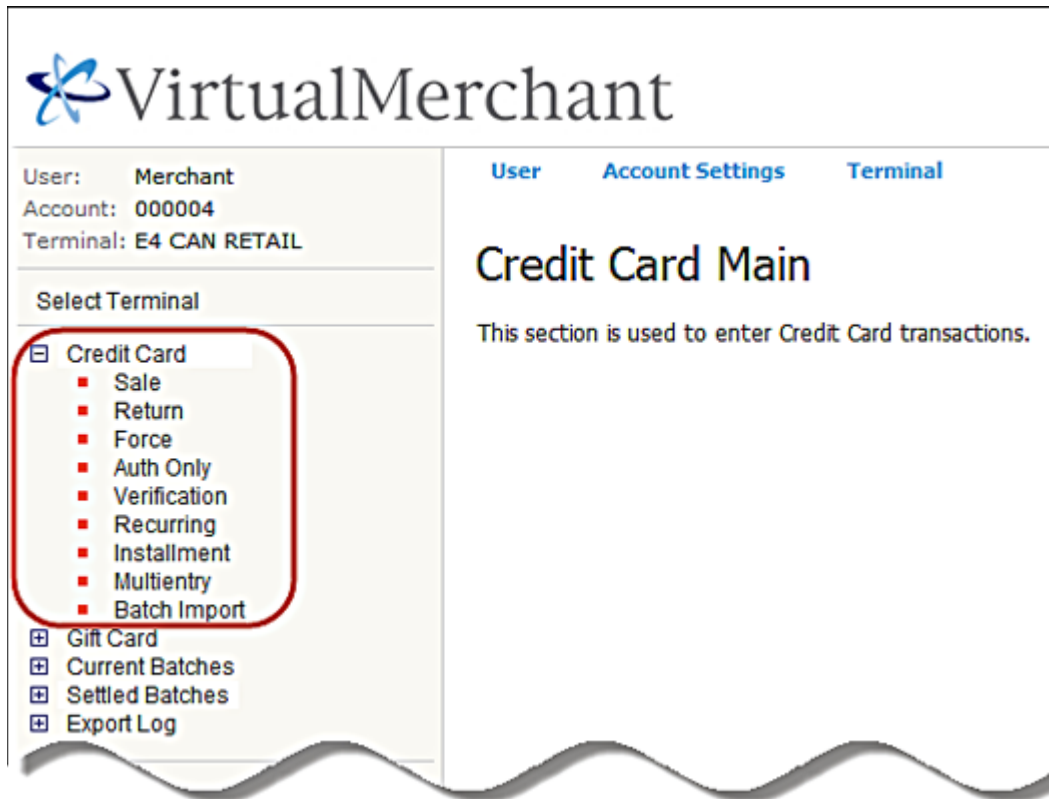 VirtualMerchant
User: Merchant
Account: 000004
Terminal: E4 CAN RETAIL
Select Terminal
Credit Card
Sale
Return
Force
Auth Only
Verification
Recurring
Installment
Multientry
Batch Import
Gift Card
Current Batches
Settled Batches
Export Log
User Account Settings Terminal
Credit Card Main
This section is used to enter Credit Card transactions.